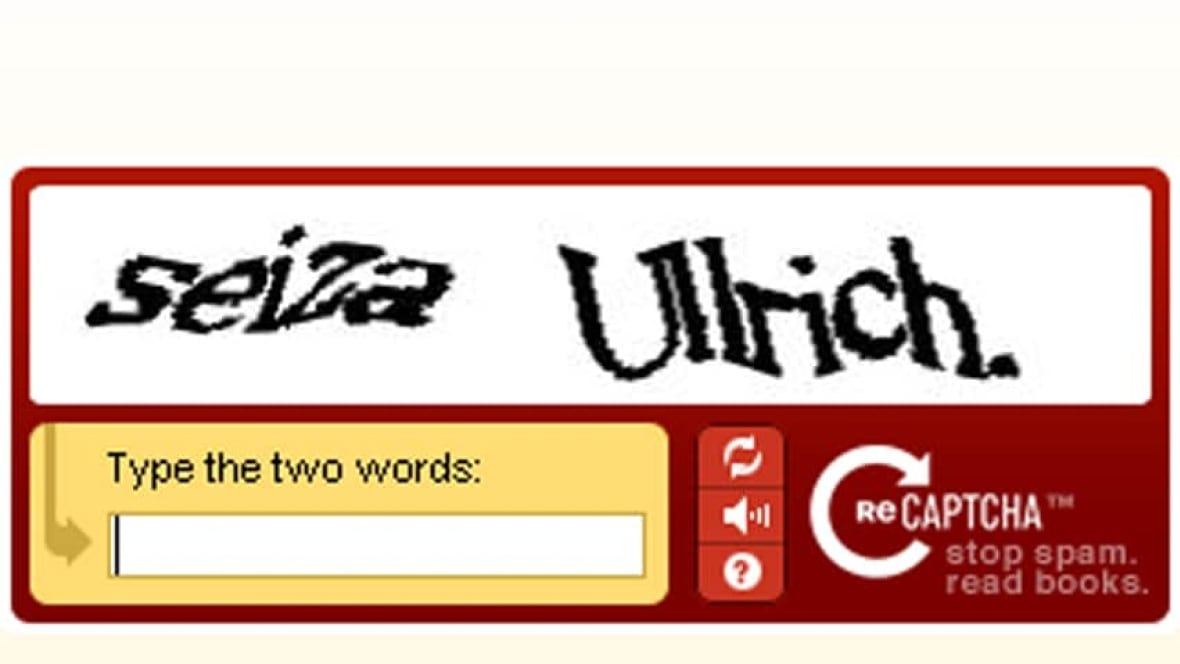 seiza Ullrich.
Type the two words:
ReCAPTCHA™
stop spam.
read books.